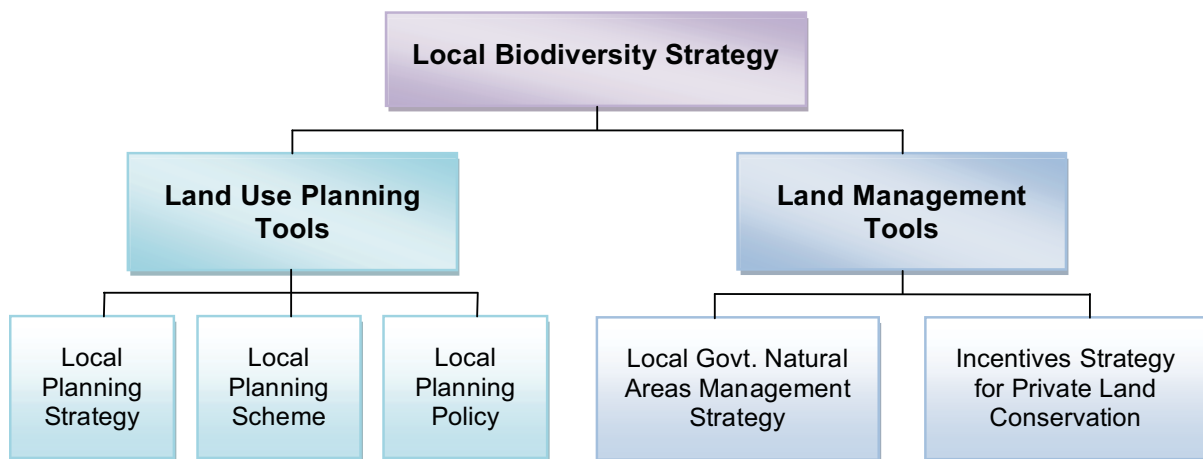 Local Biodiversity Strategy
Land Use Planning
Tools
Land Management
Tools
Local
Planning
Strategy
Local
Planning
Scheme
Local
Planning
Policy
Local Govt. Natural
Areas Management
Strategy
Incentives Strategy
for Private Land
Conservation